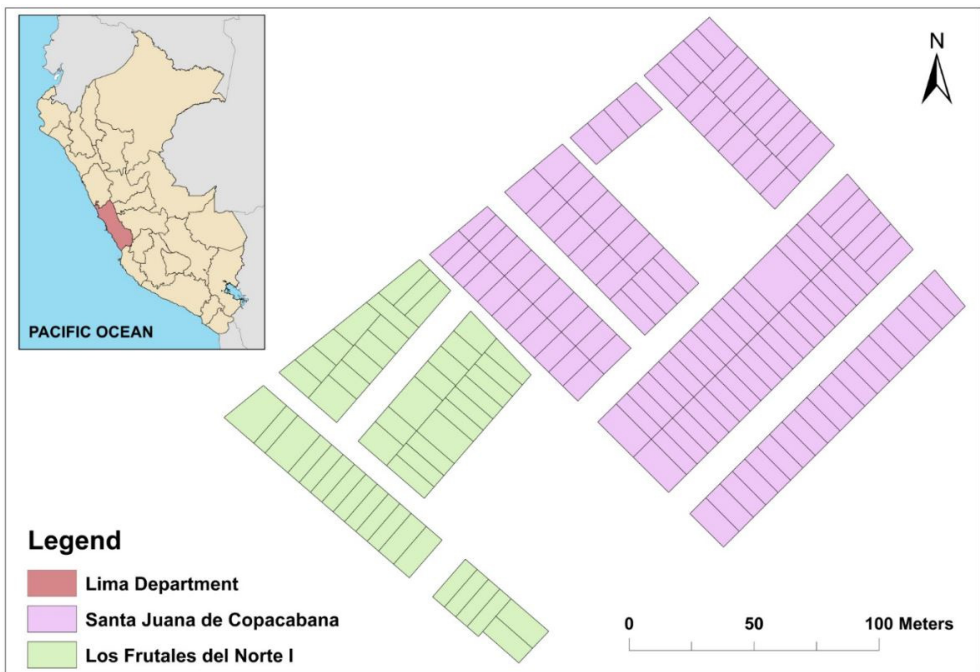 N
PACIFIC OCEAN
Legend
Lima Department
Santa Juana de Copacabana
Los Frutales del Norte I
0 50 100 Meters